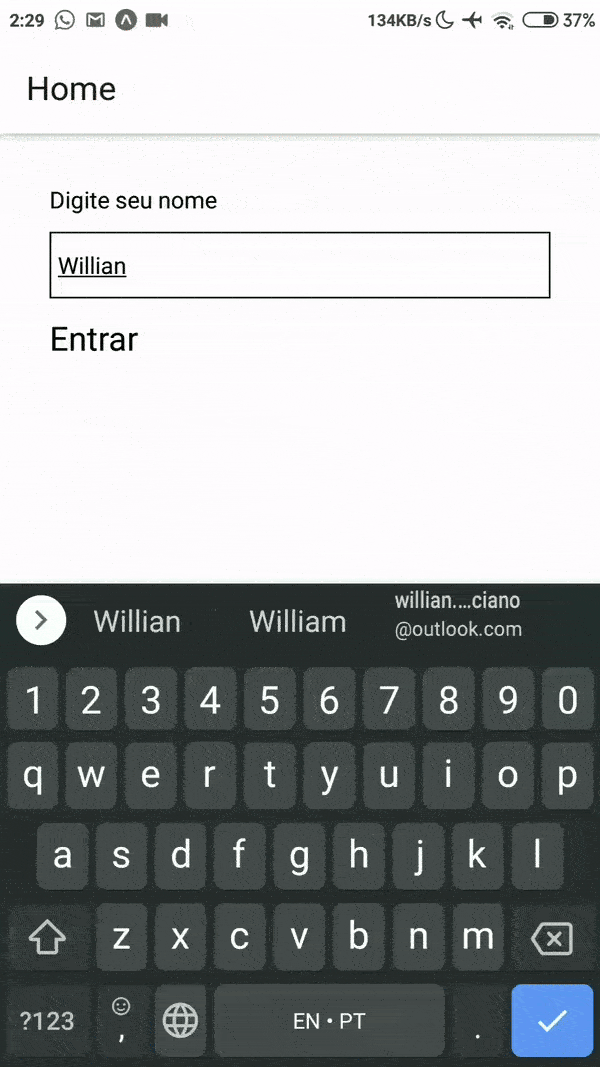 2:29 134KB/s 37%
Home
Digite seu nome
Willian
Entrar
Willian William willian....ciano
@outlook.com
1 2 3 4 5 6 7 8 9 0
q w e r t y u i o p
a s d f g h j k l
z x c v b n m
?123 , EN • PT .